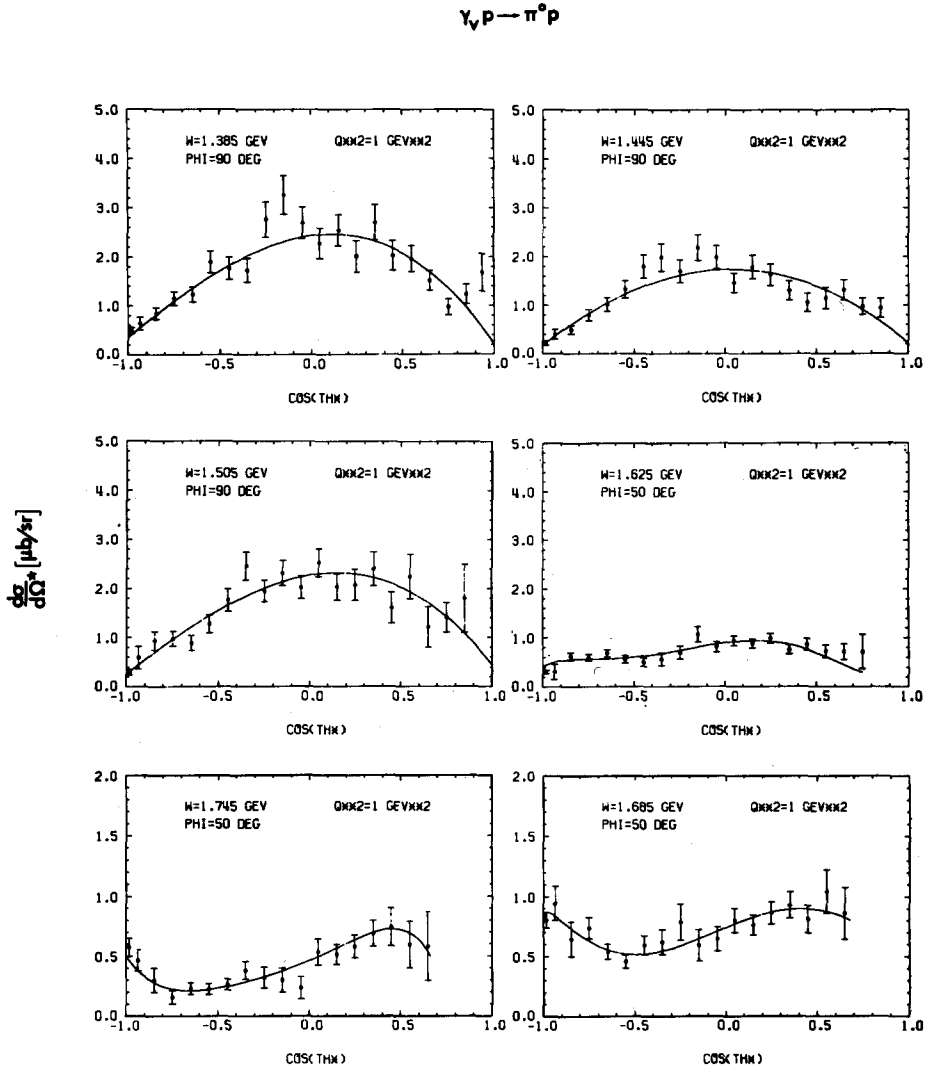 γᵥp→π°p
5.0
4.0
3.0
2.0
1.0
0.0
W=1.385 GEV Q××2=1 GEV××2
PHI=90 DEG
-1.0 -0.5 0.0 0.5 1.0
COS(TH×)
5.0
4.0
3.0
2.0
1.0
0.0
W=1.445 GEV Q××2=1 GEV××2
PHI=90 DEG
-1.0 -0.5 0.0 0.5 1.0
COS(TH×)
dσ
dΩ* [μb/sr]
5.0
4.0
3.0
2.0
1.0
0.0
W=1.505 GEV Q××2=1 GEV××2
PHI=90 DEG
-1.0 -0.5 0.0 0.5 1.0
COS(TH×)
5.0
4.0
3.0
2.0
1.0
0.0
W=1.625 GEV Q××2=1 GEV××2
PHI=50 DEG
-1.0 -0.5 0.0 0.5 1.0
COS(TH×)
2.0
1.5
1.0
0.5
0.0
W=1.745 GEV Q××2=1 GEV××2
PHI=50 DEG
-1.0 -0.5 0.0 0.5 1.0
COS(TH×)
2.0
1.5
1.0
0.5
0.0
W=1.685 GEV Q××2=1 GEV××2
PHI=50 DEG
-1.0 -0.5 0.0 0.5 1.0
COS(TH×)